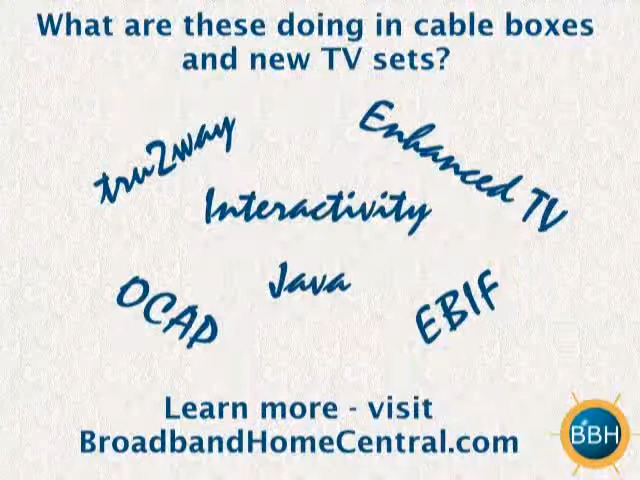 What are these doing in cable boxes
and new TV sets?
tru2way
Enhanced TV
Interactivity
Java
OCAP
EBIF
Learn more - visit
BroadbandHomeCentral.com
BBH